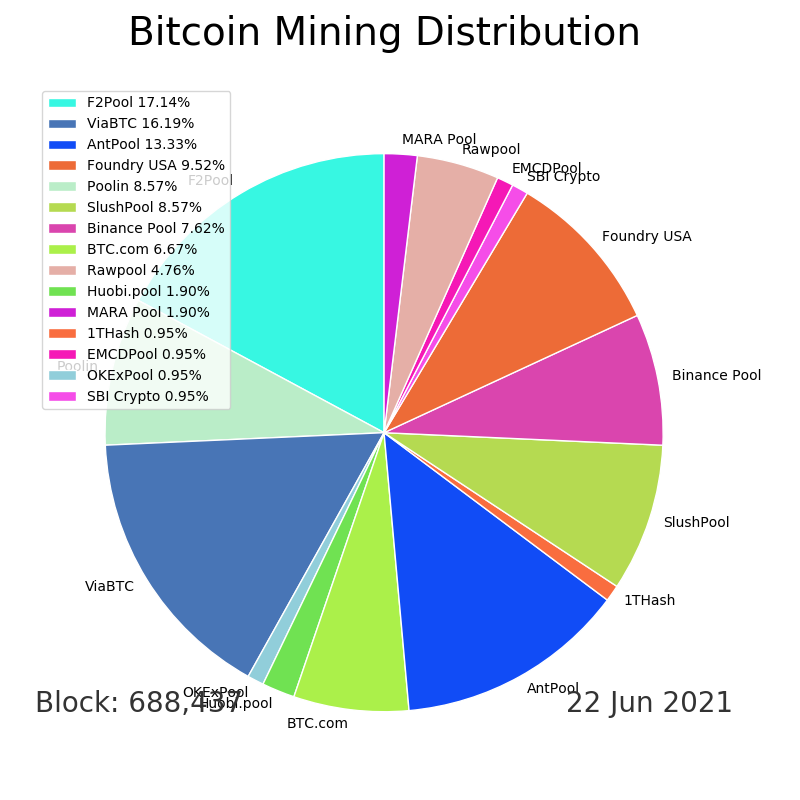 Bitcoin Mining Distribution
F2Pool 17.14%
ViaBTC 16.19%
AntPool 13.33%
Foundry USA 9.52%
Poolin 8.57%
SlushPool 8.57%
Binance Pool 7.62%
BTC.com 6.67%
Rawpool 4.76%
Huobi.pool 1.90%
MARA Pool 1.90%
1THash 0.95%
EMCDPool 0.95%
OKExPool 0.95%
SBI Crypto 0.95%
MARA Pool
Rawpool
EMCDPool
SBI Crypto
F2Pool
Foundry USA
Poolin
Binance Pool
SlushPool
ViaBTC
1THash
AntPool
OKExPool
Huobi.pool
BTC.com
Block: 688,437
22 Jun 2021